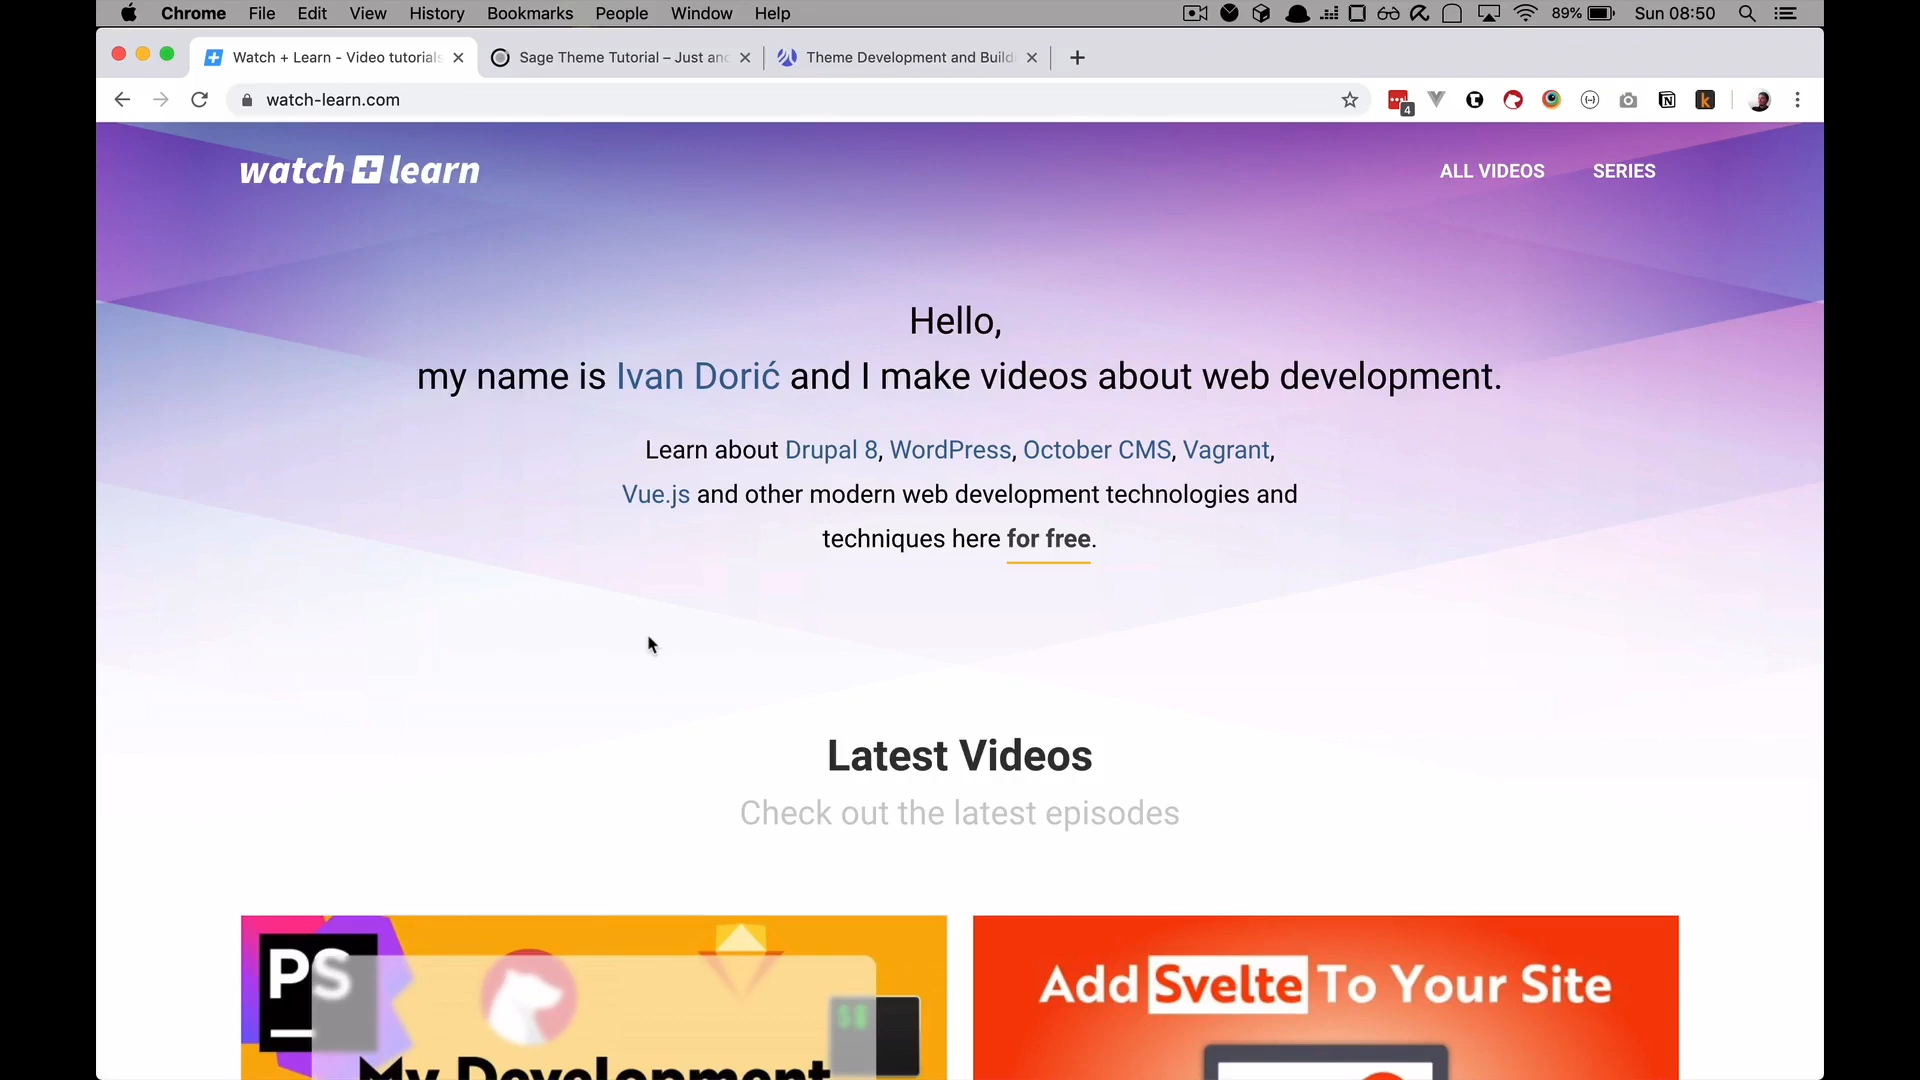 Chrome File Edit View History Bookmarks People Window Help 89% Sun 08:50
Watch + Learn - Video tutorials Sage Theme Tutorial – Just an Theme Development and Build
watch-learn.com
4
watch + learn
ALL VIDEOS SERIES
Hello,
my name is Ivan Dorić and I make videos about web development.
Learn about Drupal 8, WordPress, October CMS, Vagrant,
Vue.js and other modern web development technologies and
techniques here for free.
Latest Videos
Check out the latest episodes
PS
$
My Development
Add Svelte To Your Site